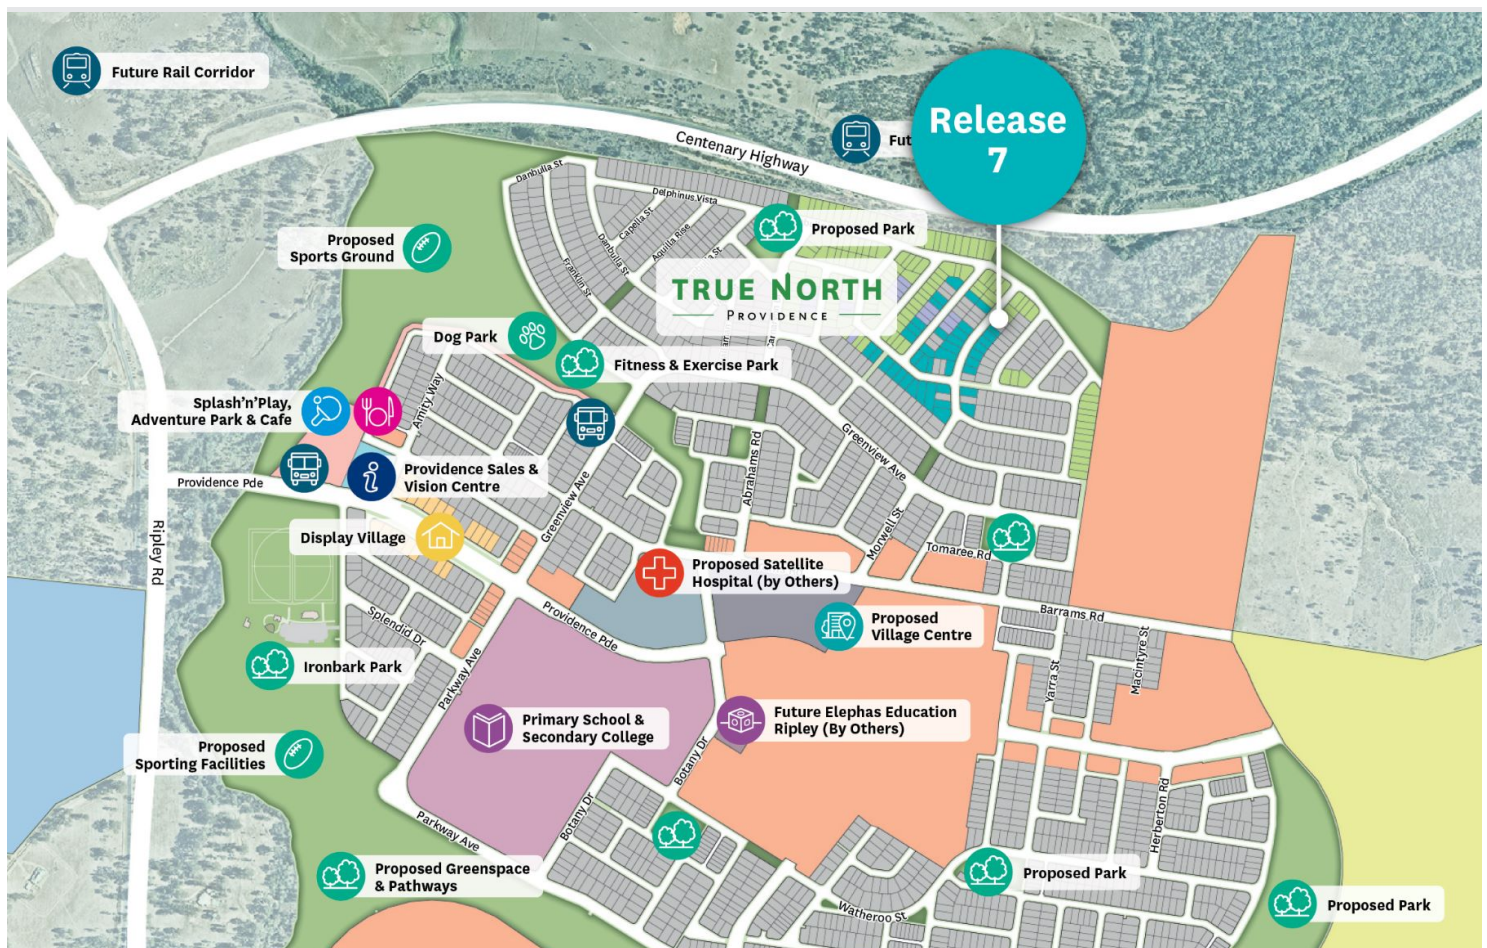 Future Rail Corridor
Release
7
Fut
Centenary Highway
Danbulla St
Delphinus Vista
Capella St
Aquilla Rise
Danbulla St
Franklin St
Proposed Park
Proposed
Sports Ground
TRUE NORTH
PROVIDENCE
Dog Park
Fitness & Exercise Park
Splash'n'Play,
Adventure Park & Cafe
Amity Way
Providence Sales &
Vision Centre
Providence Pde
Greenview Ave
Abrahams Rd
Greenview Ave
Morwell St
Tomaree Rd
Display Village
Ripley Rd
Proposed Satellite
Hospital (by Others)
Providence Pde
Proposed
Village Centre
Barrams Rd
Splendid Dr
Ironbark Park
Parkway Ave
Yarra St
Macintyre St
Primary School &
Secondary College
Future Elephas Education
Ripley (By Others)
Proposed
Sporting Facilities
Botany Dr
Botany Dr
Herberton Rd
Parkway Ave
Proposed Greenspace
& Pathways
Proposed Park
Watheroo St
Proposed Park